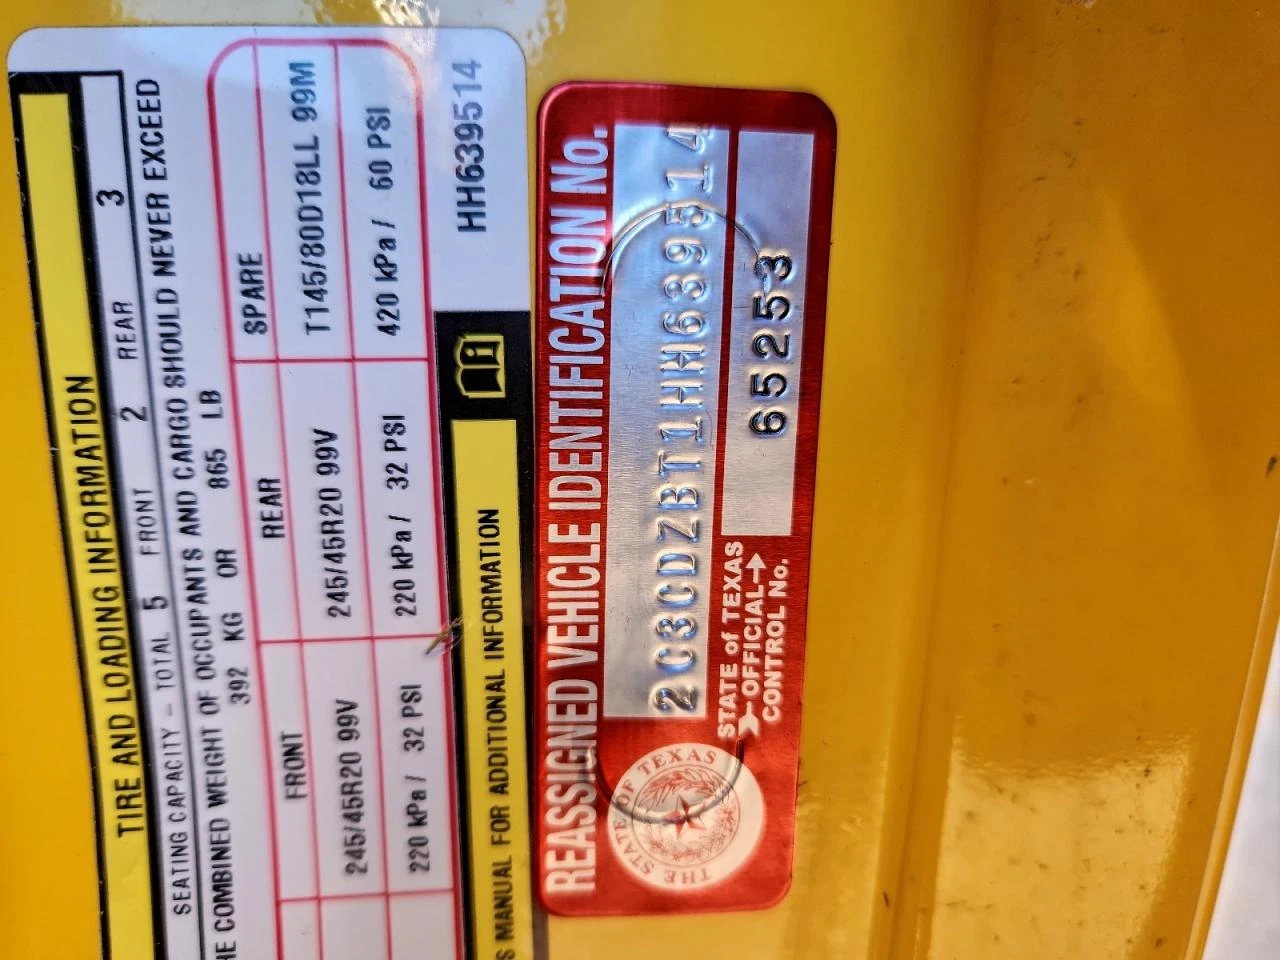 TIRE AND LOADING INFORMATION
SEATING CAPACITY – TOTAL 5 FRONT 2 REAR 3
HE COMBINED WEIGHT OF OCCUPANTS AND CARGO SHOULD NEVER EXCEED
392 KG OR 865 LB
FRONT REAR SPARE
245/45R20 99V 245/45R20 99V T145/80D18LL 99M
220 kPa / 32 PSI 220 kPa / 32 PSI 420 kPa / 60 PSI
S MANUAL FOR ADDITIONAL INFORMATION
HH639514
REASSIGNED VEHICLE IDENTIFICATION No.
2C3CDZBT1HH639514
THE STATE OF TEXAS
STATE of TEXAS
OFFICIAL
CONTROL No.
65253